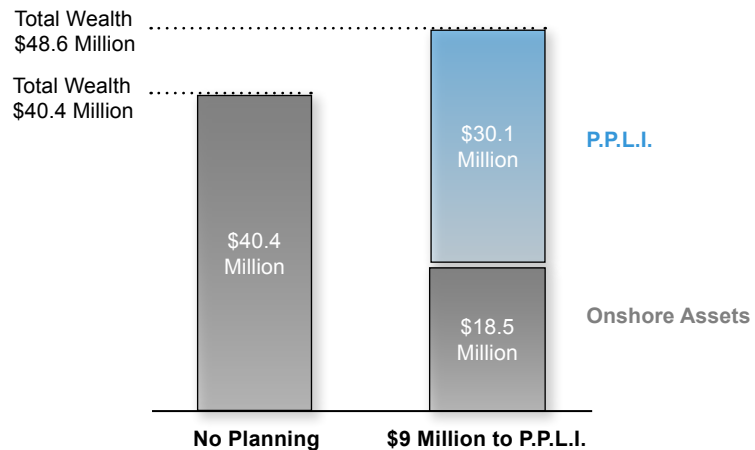 Total Wealth
$48.6 Million
Total Wealth
$40.4 Million
$30.1
Million
P.P.L.I.
$40.4
Million
$18.5
Million
Onshore Assets
No Planning
$9 Million to P.P.L.I.